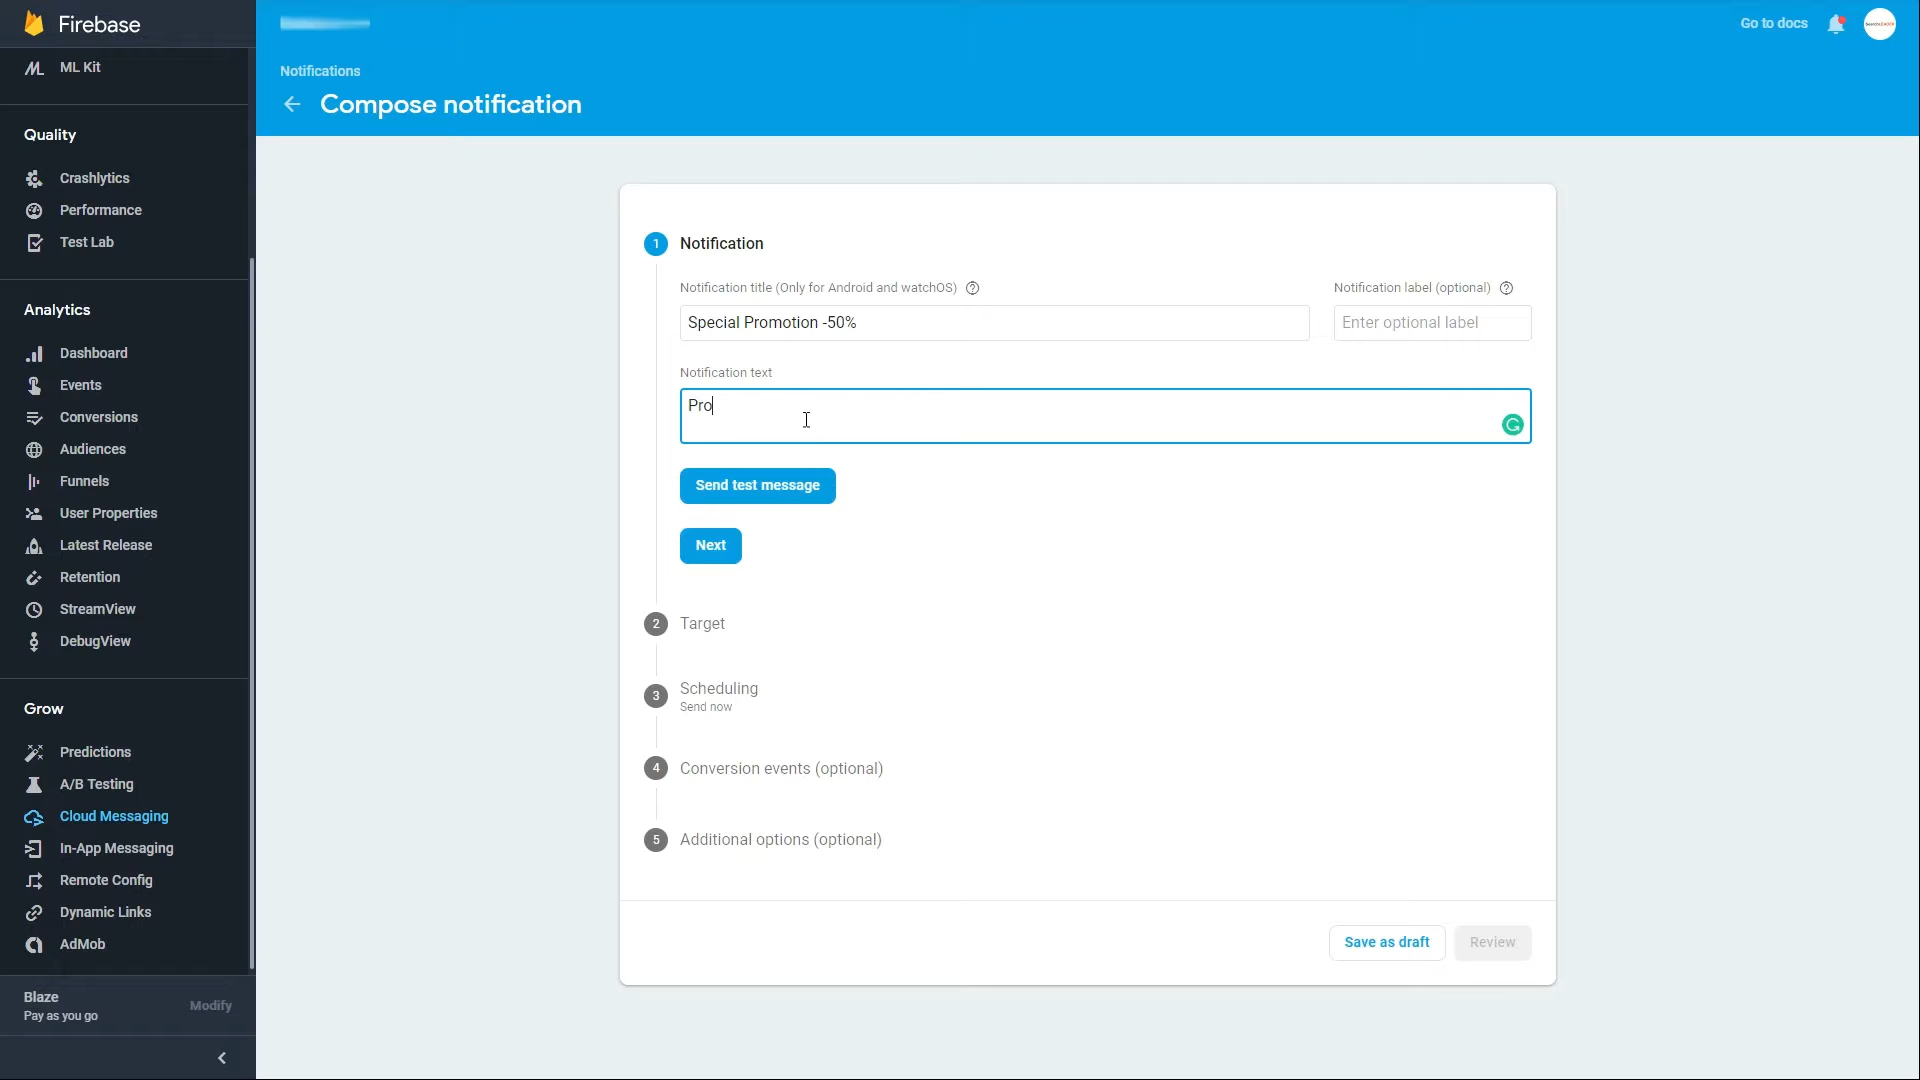 Firebase
Go to docs
ML Kit
Notifications
Compose notification
Quality
Crashlytics
Performance
Test Lab
Analytics
Dashboard
Events
Conversions
Audiences
Funnels
User Properties
Latest Release
Retention
StreamView
DebugView
Grow
Predictions
A/B Testing
Cloud Messaging
In-App Messaging
Remote Config
Dynamic Links
AdMob
Blaze
Pay as you go
Modify
1 Notification
Notification title (Only for Android and watchOS)
Notification label (optional)
Special Promotion -50%
Enter optional label
Notification text
Pro
Send test message
Next
2 Target
3 Scheduling
Send now
4 Conversion events (optional)
5 Additional options (optional)
Save as draft
Review